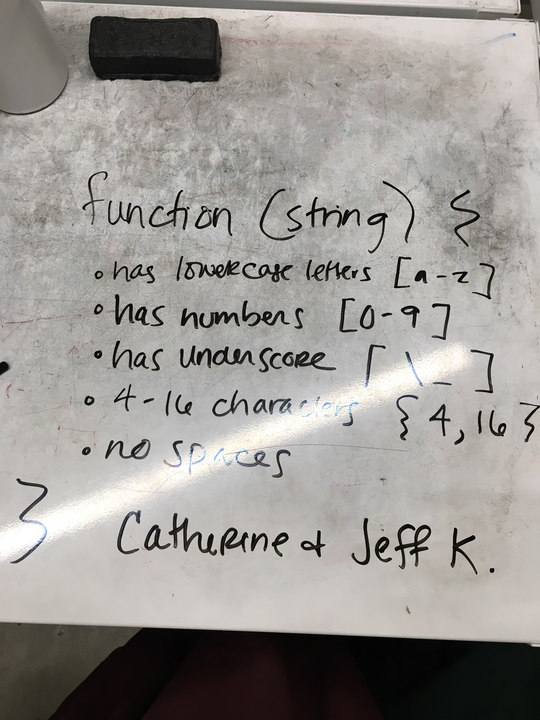 function (string) {
• has lowercase letters [a-z]
• has numbers [0-9]
• has underscore [\_]
• 4-16 characters {4,16}
• no spaces
}
Catherine & Jeff K.